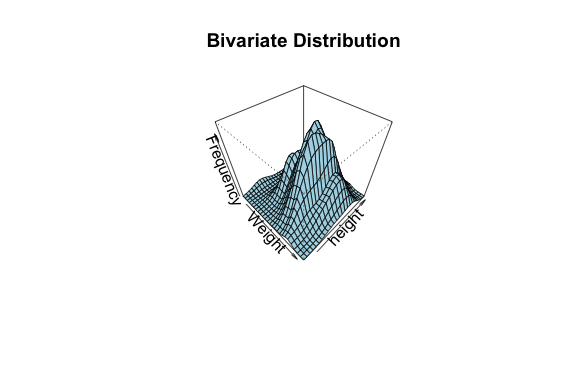 Bivariate Distribution
Frequency
Weight
height